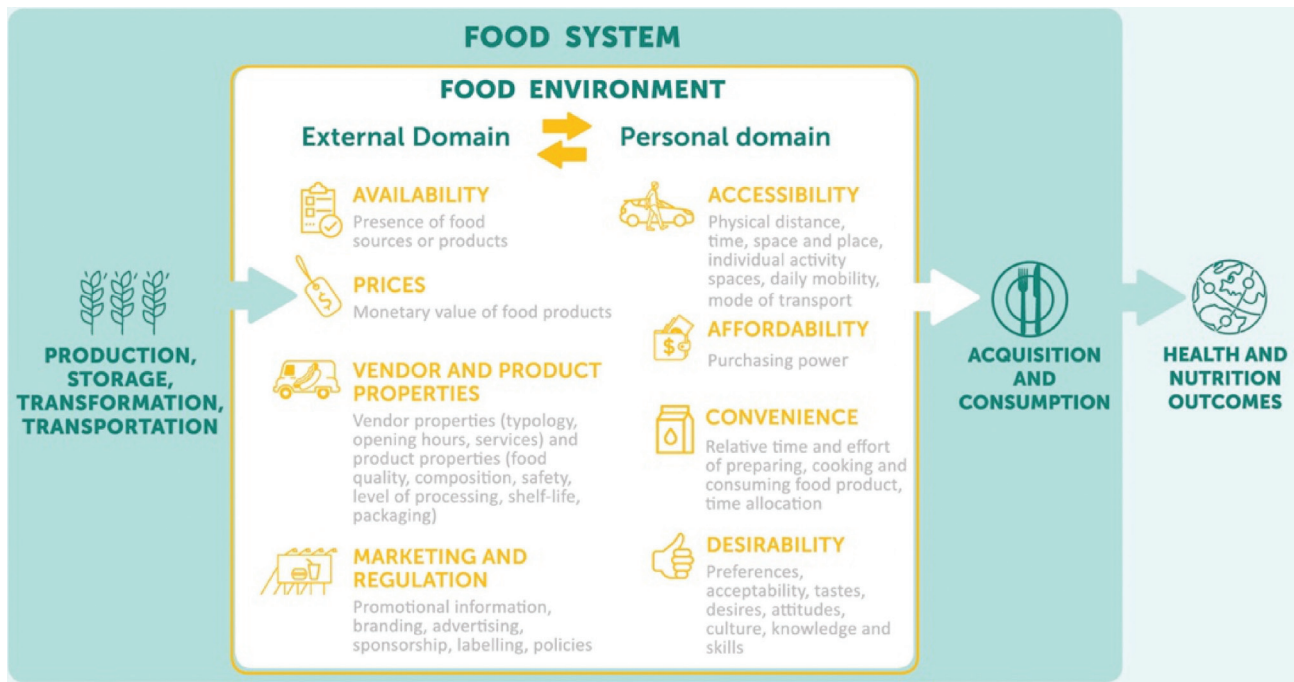 FOOD SYSTEM
FOOD ENVIRONMENT
External Domain
Personal domain
AVAILABILITY
Presence of food
sources or products
PRICES
Monetary value of food products
VENDOR AND PRODUCT
PROPERTIES
Vendor properties (typology,
opening hours, services) and
product properties (food
quality, composition, safety,
level of processing, shelf-life,
packaging)
MARKETING AND
REGULATION
Promotional information,
branding, advertising,
sponsorship, labelling, policies
ACCESSIBILITY
Physical distance,
time, space and place,
individual activity
spaces, daily mobility,
mode of transport
AFFORDABILITY
Purchasing power
CONVENIENCE
Relative time and effort
of preparing, cooking and
consuming food product,
time allocation
DESIRABILITY
Preferences,
acceptability, tastes,
desires, attitudes,
culture, knowledge and
skills
PRODUCTION,
STORAGE,
TRANSFORMATION,
TRANSPORTATION
ACQUISITION
AND
CONSUMPTION
HEALTH AND
NUTRITION
OUTCOMES